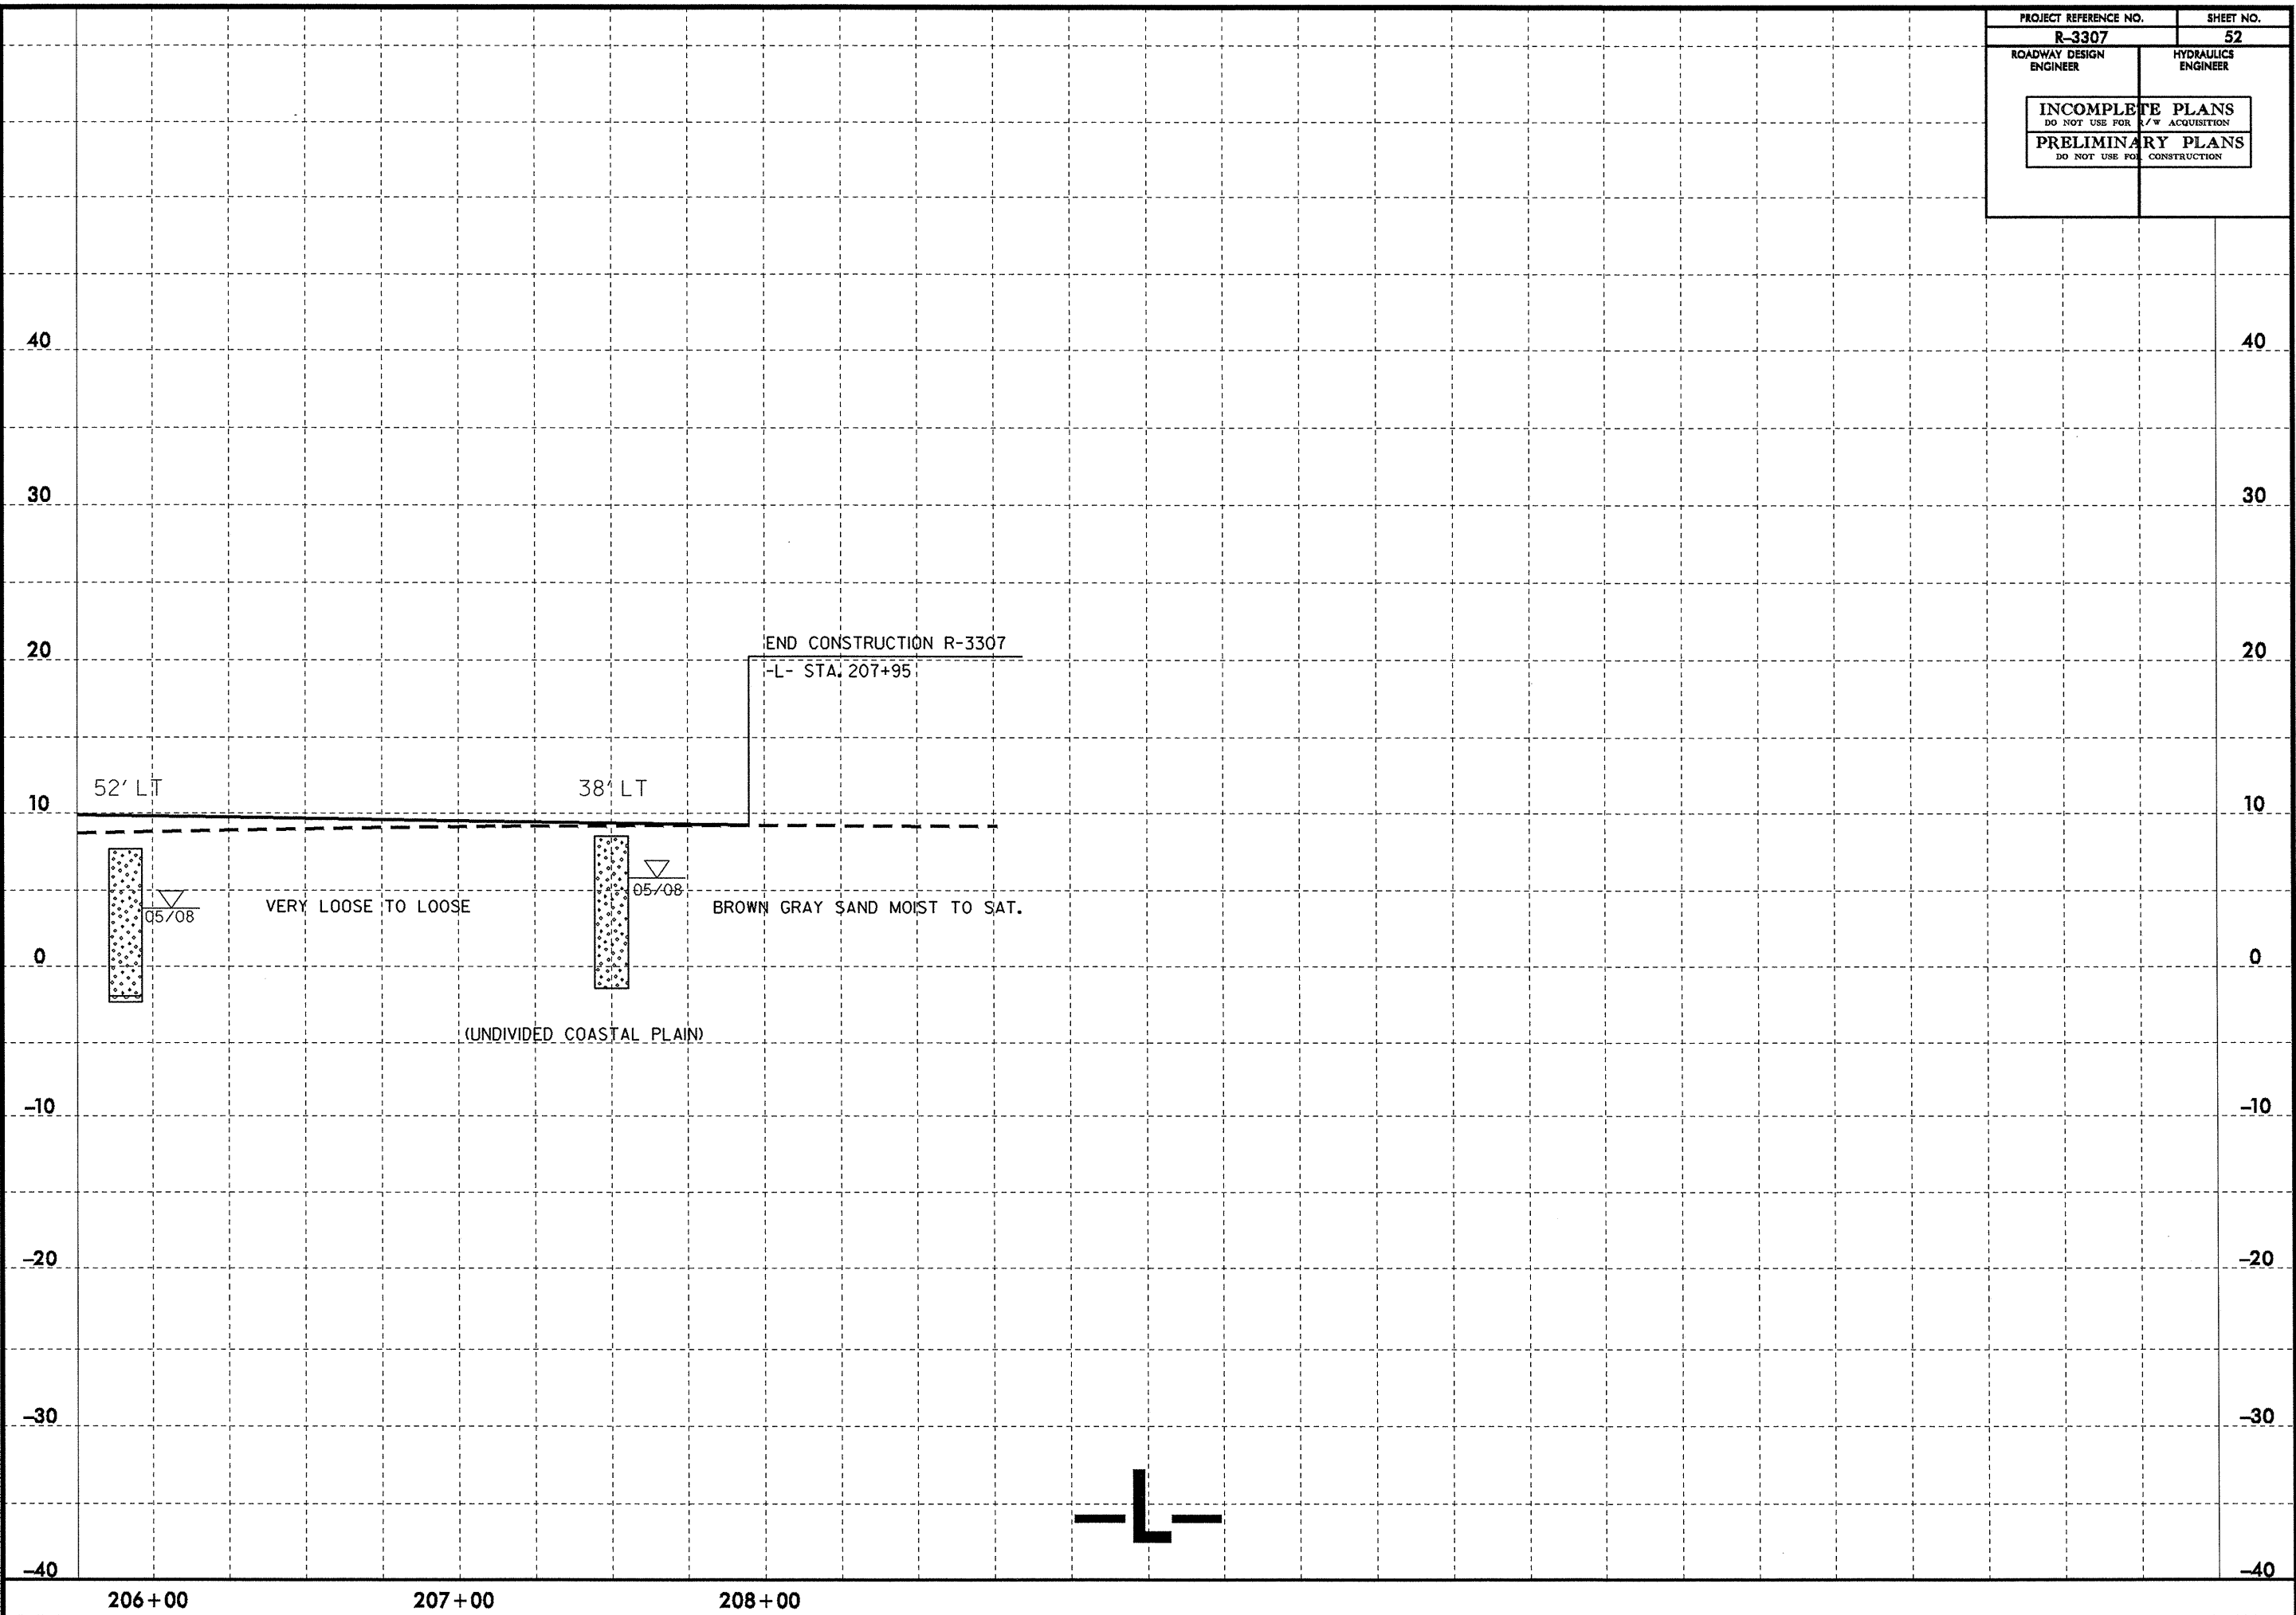 PROJECT REFERENCE NO. SHEET NO.
R-3307 52
ROADWAY DESIGN ENGINEER HYDRAULICS ENGINEER
INCOMPLETE PLANS
DO NOT USE FOR R/W ACQUISITION
PRELIMINARY PLANS
DO NOT USE FOR CONSTRUCTION
40 40
30 30
END CONSTRUCTION R-3307
20 20
-L- STA. 207+95
52' LT 38' LT
10 10
05/08 05/08
VERY LOOSE TO LOOSE BROWN GRAY SAND MOIST TO SAT.
0 0
(UNDIVIDED COASTAL PLAIN)
-10 -10
-20 -20
-30 -30
-L-
-40 -40
206+00 207+00 208+00